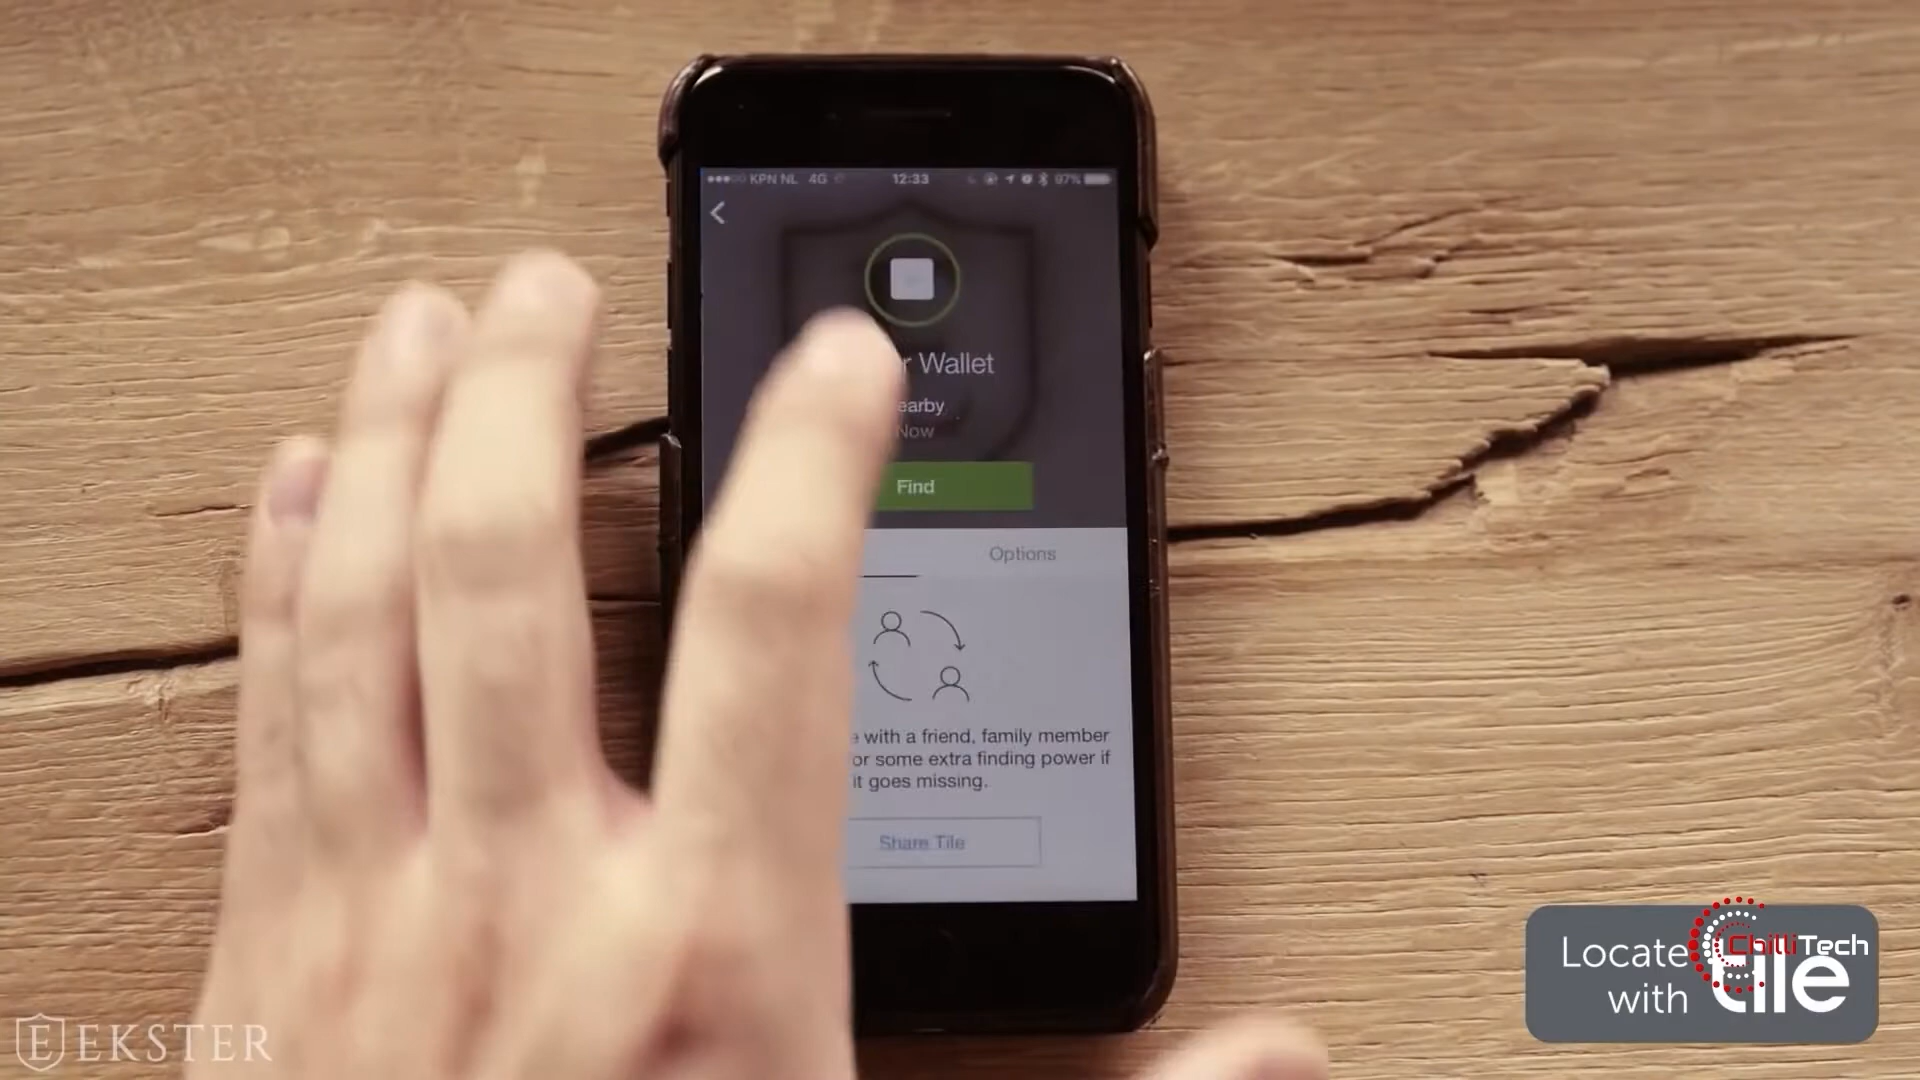 KPN NL 4G 12:33 97%
r Wallet
earby
Now
Find
Options
e with a friend, family member
or some extra finding power if
it goes missing.
Share Tile
Locate
with tile
ChilliTech
EKSTER